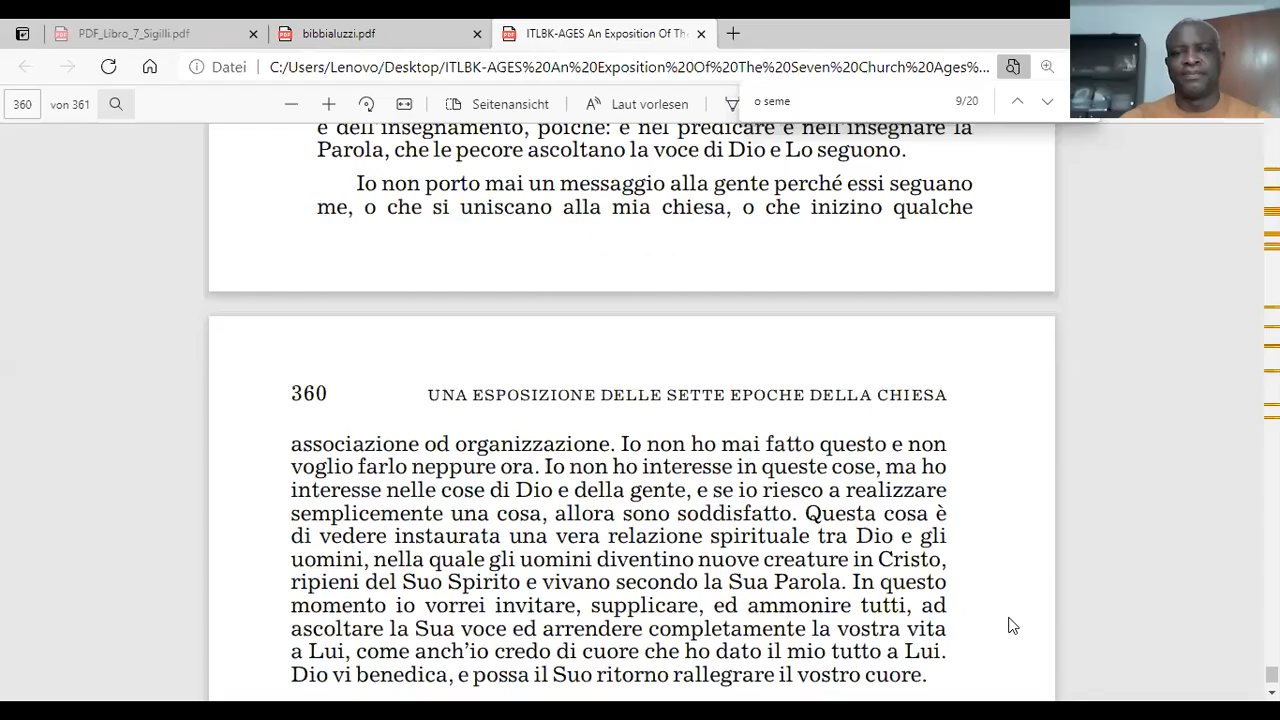 PDF_Libro_7_Sigilli.pdf
bibbialuzzi.pdf
ITLBK-AGES An Exposition Of The
Datei
C:/Users/Lenovo/Desktop/ITLBK-AGES%20An%20Exposition%20Of%20The%20Seven%20Church%20Ages%...
360
von 361
Seitenansicht
Laut vorlesen
o seme
9/20
e dell'insegnamento, poiché: è nel predicare e nell'insegnare la
Parola, che le pecore ascoltano la voce di Dio e Lo seguono.
Io non porto mai un messaggio alla gente perché essi seguano
me, o che si uniscano alla mia chiesa, o che inizino qualche
360
UNA ESPOSIZIONE DELLE SETTE EPOCHE DELLA CHIESA
associazione od organizzazione. Io non ho mai fatto questo e non
voglio farlo neppure ora. Io non ho interesse in queste cose, ma ho
interesse nelle cose di Dio e della gente, e se io riesco a realizzare
semplicemente una cosa, allora sono soddisfatto. Questa cosa è
di vedere instaurata una vera relazione spirituale tra Dio e gli
uomini, nella quale gli uomini diventino nuove creature in Cristo,
ripieni del Suo Spirito e vivano secondo la Sua Parola. In questo
momento io vorrei invitare, supplicare, ed ammonire tutti, ad
ascoltare la Sua voce ed arrendere completamente la vostra vita
a Lui, come anch'io credo di cuore che ho dato il mio tutto a Lui.
Dio vi benedica, e possa il Suo ritorno rallegrare il vostro cuore.